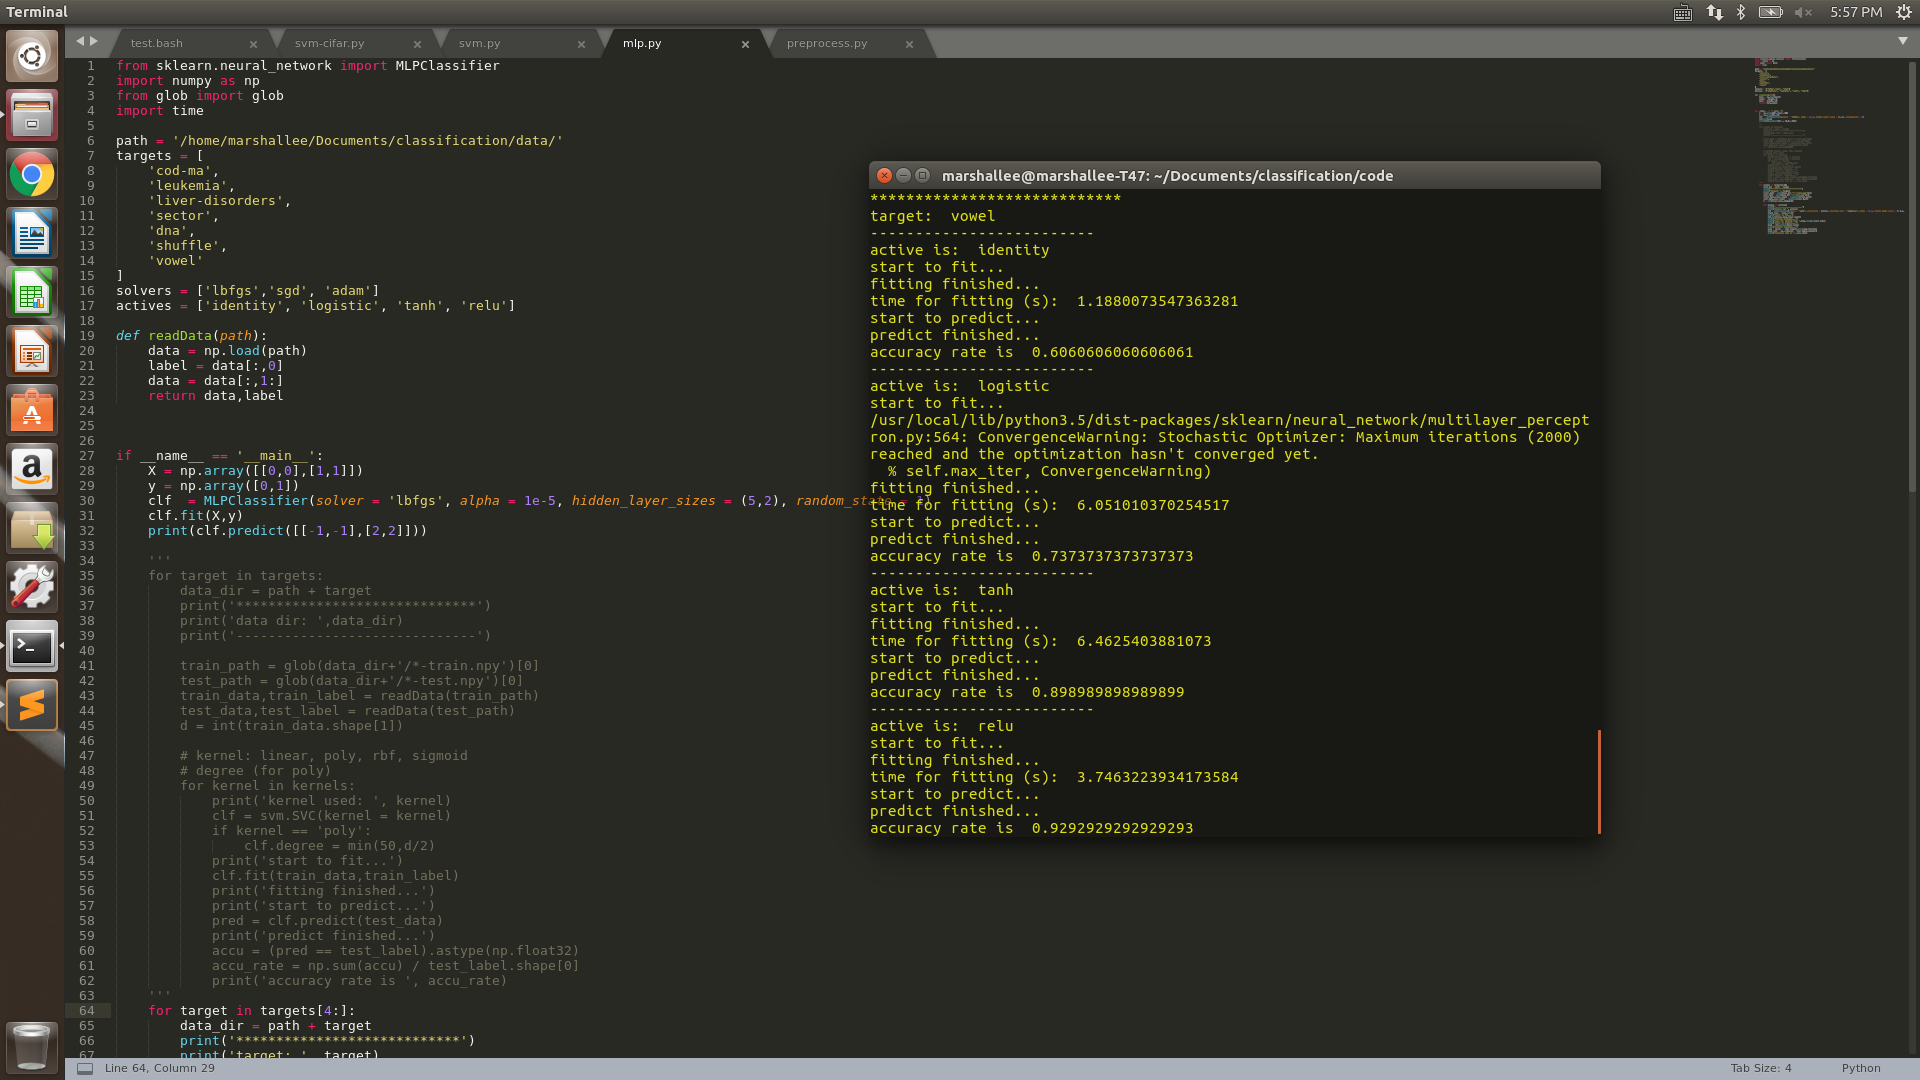 Terminal
5:57 PM
test.bash
svm-cifar.py
svm.py
mlp.py
preprocess.py
1 from sklearn.neural_network import MLPClassifier
2 import numpy as np
3 from glob import glob
4 import time
5
6 path = '/home/marshallee/Documents/classification/data/'
7 targets = [
8 'cod-ma',
9 'leukemia',
10 'liver-disorders',
11 'sector',
12 'dna',
13 'shuffle',
14 'vowel'
15 ]
16 solvers = ['lbfgs','sgd', 'adam']
17 actives = ['identity', 'logistic', 'tanh', 'relu']
18
19 def readData(path):
20 data = np.load(path)
21 label = data[:,0]
22 data = data[:,1:]
23 return data,label
24
25
26
27 if __name__ == '__main__':
28 X = np.array([[0,0],[1,1]])
29 y = np.array([0,1])
30 clf  = MLPClassifier(solver = 'lbfgs', alpha = 1e-5, hidden_layer_sizes = (5,2),
31 clf.fit(X,y)
32 print(clf.predict([[-1,-1],[2,2]]))
33
34 '''
35 for target in targets:
36 data_dir = path + target
37 print('******************************')
38 print('data dir: ',data_dir)
39 print('------------------------------')
40
41 train_path = glob(data_dir+'/*-train.npy')[0]
42 test_path = glob(data_dir+'/*-test.npy')[0]
43 train_data,train_label = readData(train_path)
44 test_data,test_label = readData(test_path)
45 d = int(train_data.shape[1])
46
47 # kernel: linear, poly, rbf, sigmoid
48 # degree (for poly)
49 for kernel in kernels:
50 print('kernel used: ', kernel)
51 clf = svm.SVC(kernel = kernel)
52 if kernel == 'poly':
53 clf.degree = min(50,d/2)
54 print('start to fit...')
55 clf.fit(train_data,train_label)
56 print('fitting finished...')
57 print('start to predict...')
58 pred = clf.predict(test_data)
59 print('predict finished...')
60 accu = (pred == test_label).astype(np.float32)
61 accu_rate = np.sum(accu) / test_label.shape[0]
62 print('accuracy rate is ', accu_rate)
63 '''
64 for target in targets[4:]:
65 data_dir = path + target
66 print('****************************')
67 print('target: ', target)
marshallee@marshallee-T47: ~/Documents/classification/code
****************************
target:  vowel
-------------------------
active is:  identity
start to fit...
fitting finished...
time for fitting (s):  1.1880073547363281
start to predict...
predict finished...
accuracy rate is  0.6060606060606061
-------------------------
active is:  logistic
start to fit...
/usr/local/lib/python3.5/dist-packages/sklearn/neural_network/multilayer_percept
ron.py:564: ConvergenceWarning: Stochastic Optimizer: Maximum iterations (2000)
reached and the optimization hasn't converged yet.
% self.max_iter, ConvergenceWarning)
fitting finished...
time for fitting (s):  6.051010370254517
start to predict...
predict finished...
accuracy rate is  0.7373737373737373
-------------------------
active is:  tanh
start to fit...
fitting finished...
time for fitting (s):  6.4625403881073
start to predict...
predict finished...
accuracy rate is  0.898989898989899
-------------------------
active is:  relu
start to fit...
fitting finished...
time for fitting (s):  3.7463223934173584
start to predict...
predict finished...
accuracy rate is  0.9292929292929293
Line 64, Column 29
Tab Size: 4
Python